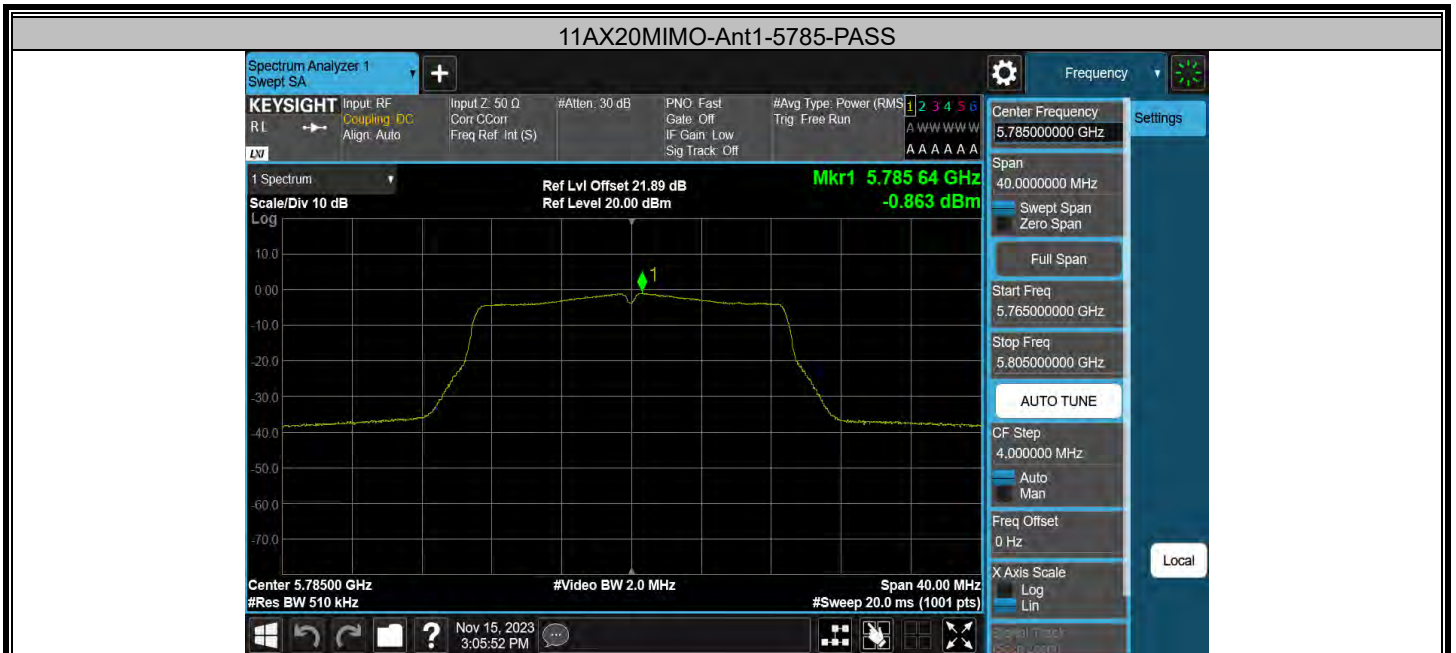 11AX20MIMO-Ant1-5785-PASS
Spectrum Analyzer 1
Swept SA
+
Frequency
KEYSIGHT
R L
LXI
Input: RF
Coupling: DC
Align: Auto
Input Z: 50 Ω
Corr CCorr
Freq Ref: Int (S)
#Atten: 30 dB
PNO: Fast
Gate: Off
IF Gain: Low
Sig Track: Off
#Avg Type: Power (RMS
Trig: Free Run
1 2 3 4 5 6
A W W W W W
A A A A A A
1 Spectrum
Scale/Div 10 dB
Log
Ref Lvl Offset 21.89 dB
Ref Level 20.00 dBm
Mkr1 5.785 64 GHz
-0.863 dBm
1
10.0
0.00
-10.0
-20.0
-30.0
-40.0
-50.0
-60.0
-70.0
Center 5.78500 GHz
#Res BW 510 kHz
#Video BW 2.0 MHz
Span 40.00 MHz
#Sweep 20.0 ms (1001 pts)
?
Nov 15, 2023
3:05:52 PM
Center Frequency
5.785000000 GHz
Span
40.0000000 MHz
Swept Span
Zero Span
Full Span
Start Freq
5.765000000 GHz
Stop Freq
5.805000000 GHz
AUTO TUNE
CF Step
4.000000 MHz
Auto
Man
Freq Offset
0 Hz
X Axis Scale
Log
Lin
Signal Track
Settings
Local